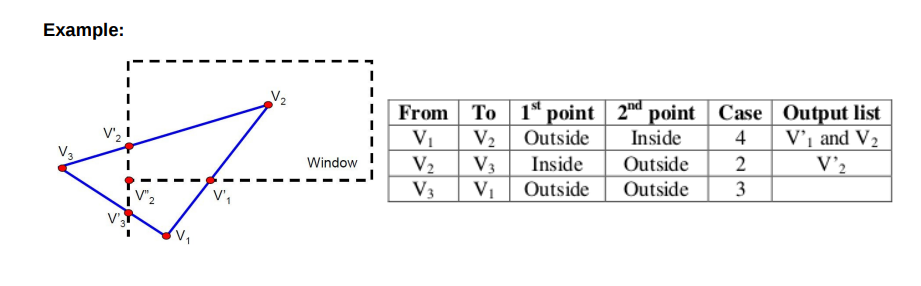 Example:
V2
V'2
V3
Window
V"2
V'1
V'3
V1
From To 1st point 2nd point Case Output list
V1 V2 Outside Inside 4 V’1 and V2
V2 V3 Inside Outside 2 V’2
V3 V1 Outside Outside 3